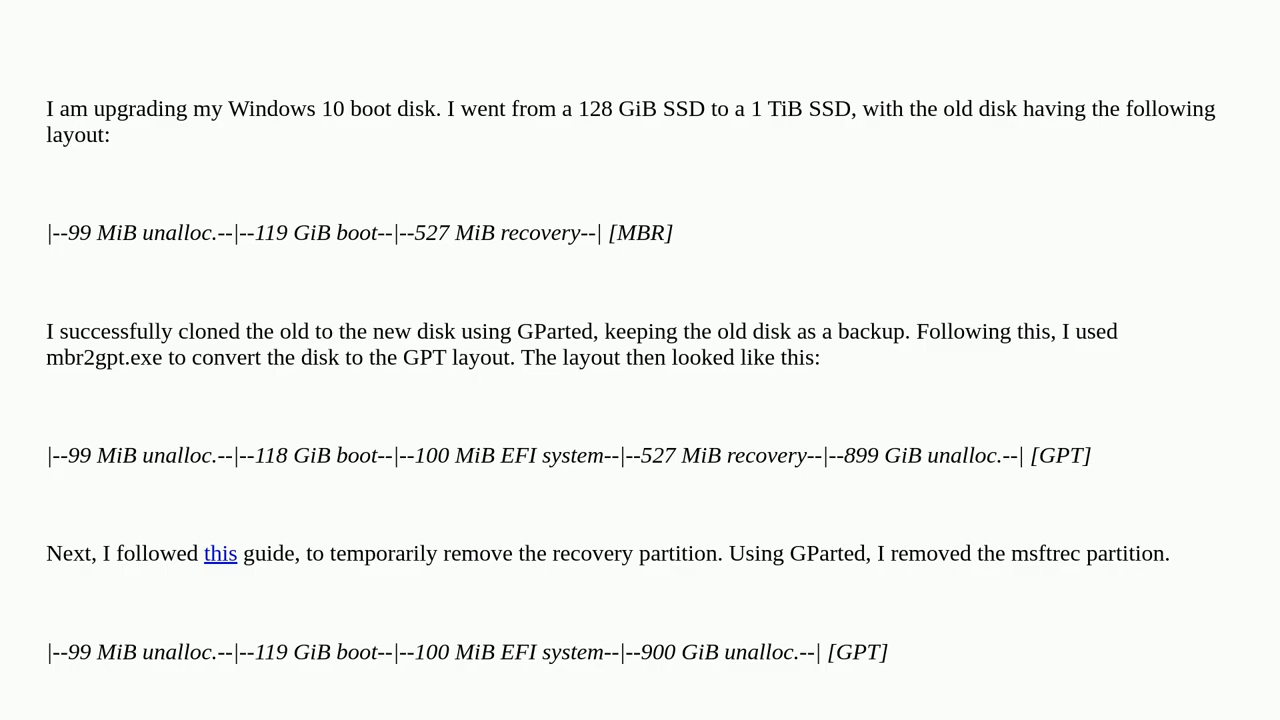 I am upgrading my Windows 10 boot disk. I went from a 128 GiB SSD to a 1 TiB SSD, with the old disk having the following
layout:
|--99 MiB unalloc.--|--119 GiB boot--|--527 MiB recovery--| [MBR]
I successfully cloned the old to the new disk using GParted, keeping the old disk as a backup. Following this, I used
mbr2gpt.exe to convert the disk to the GPT layout. The layout then looked like this:
|--99 MiB unalloc.--|--118 GiB boot--|--100 MiB EFI system--|--527 MiB recovery--|--899 GiB unalloc.--| [GPT]
Next, I followed this guide, to temporarily remove the recovery partition. Using GParted, I removed the msftrec partition.
|--99 MiB unalloc.--|--119 GiB boot--|--100 MiB EFI system--|--900 GiB unalloc.--| [GPT]